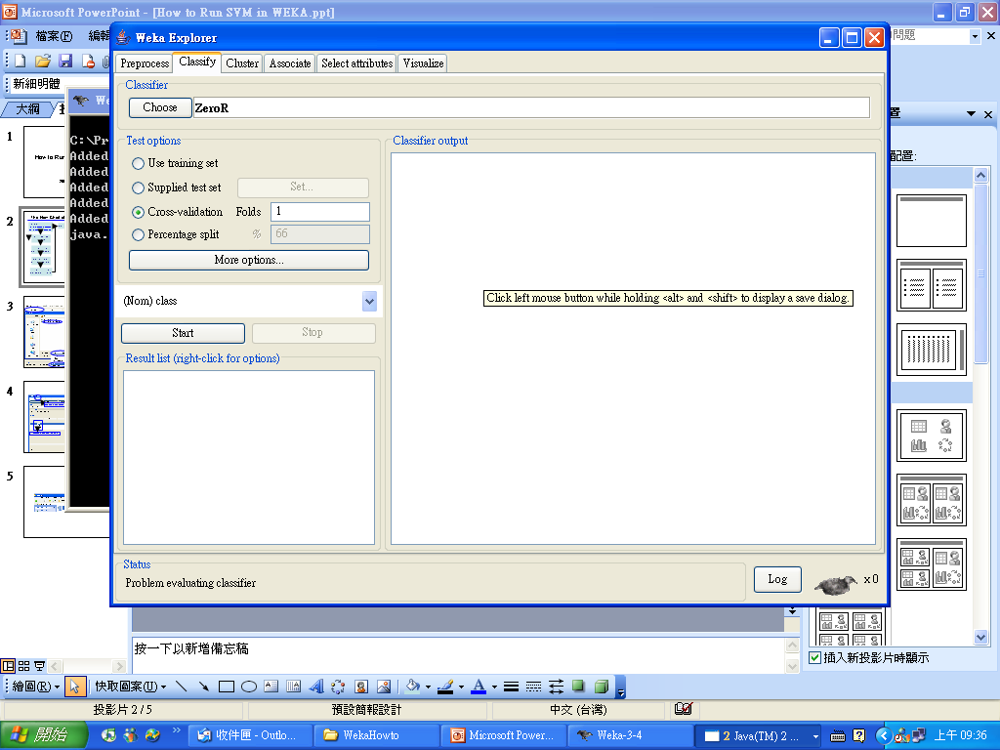 Microsoft PowerPoint - [How to Run SVM in WEKA.ppt]
檔案(F)
編輯
問題
新細明體
大綱
Weka Explorer
Preprocess
Classify
Cluster
Associate
Select attributes
Visualize
Classifier
Choose
ZeroR
Test options
Use training set
Supplied test set
Set...
Cross-validation
Folds
1
Percentage split
%
66
More options...
(Nom) class
Start
Stop
Result list (right-click for options)
Classifier output
Click left mouse button while holding <alt> and <shift> to display a save dialog.
Status
Problem evaluating classifier
Log
x 0
We
C:\Pr
Added
Added
Added
Added
Added
java.
1
How to Run
2
3
4
5
置
配置:
插入新投影片時顯示
按一下以新增備忘稿
繪圖(R)
快取圖案(U)
投影片 2 / 5
預設簡報設計
中文 (台灣)
開始
收件匣 - Outlo...
WekaHowto
Microsoft Power...
Weka-3-4
2 Java(TM) 2 ...
上午 09:36